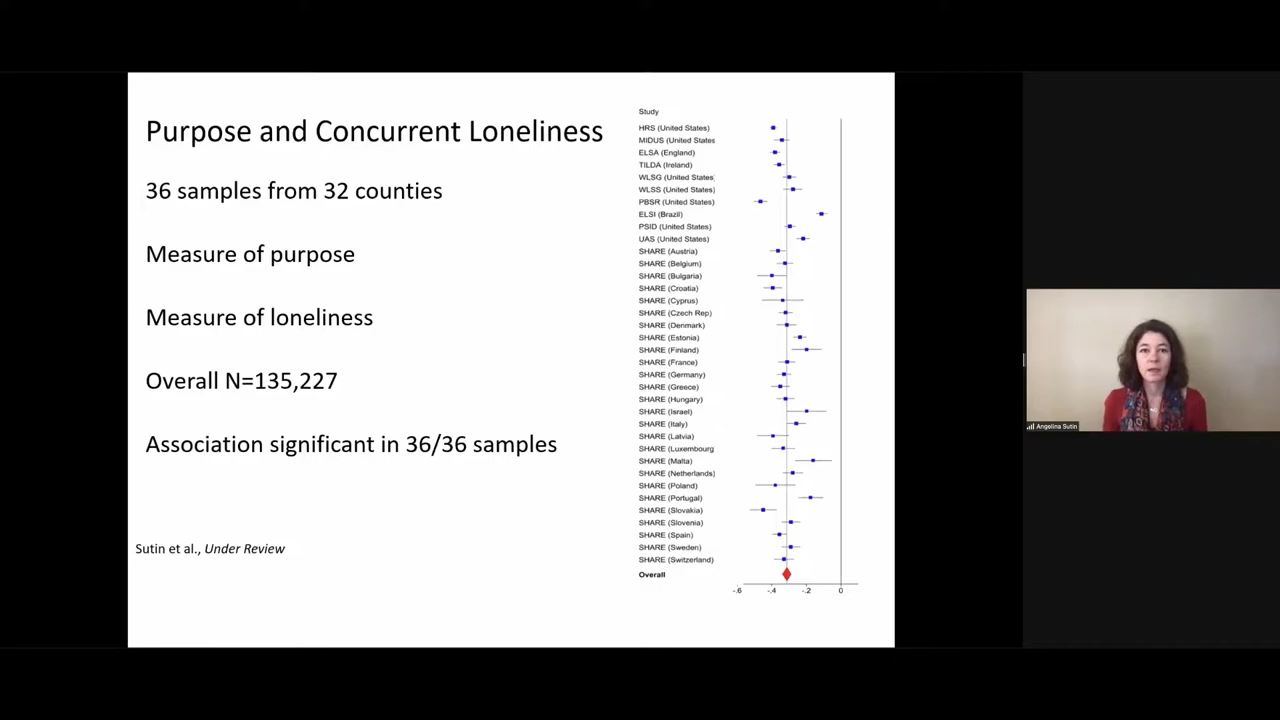 Purpose and Concurrent Loneliness
36 samples from 32 counties
Measure of purpose
Measure of loneliness
Overall N=135,227
Association significant in 36/36 samples
Sutin et al., Under Review
Study
HRS (United States)
MIDUS (United States
ELSA (England)
TILDA (Ireland)
WLSG (United States)
WLSS (United States)
PBSR (United States)
ELSI (Brazil)
PSID (United States)
UAS (United States)
SHARE (Austria)
SHARE (Belgium)
SHARE (Bulgaria)
SHARE (Croatia)
SHARE (Cyprus)
SHARE (Czech Rep)
SHARE (Denmark)
SHARE (Estonia)
SHARE (Finland)
SHARE (France)
SHARE (Germany)
SHARE (Greece)
SHARE (Hungary)
SHARE (Israel)
SHARE (Italy)
SHARE (Latvia)
SHARE (Luxembourg
SHARE (Malta)
SHARE (Netherlands)
SHARE (Poland)
SHARE (Portugal)
SHARE (Slovakia)
SHARE (Slovenia)
SHARE (Spain)
SHARE (Sweden)
SHARE (Switzerland)
Overall
-.6 -.4 -.2 0
Angelina Sutin